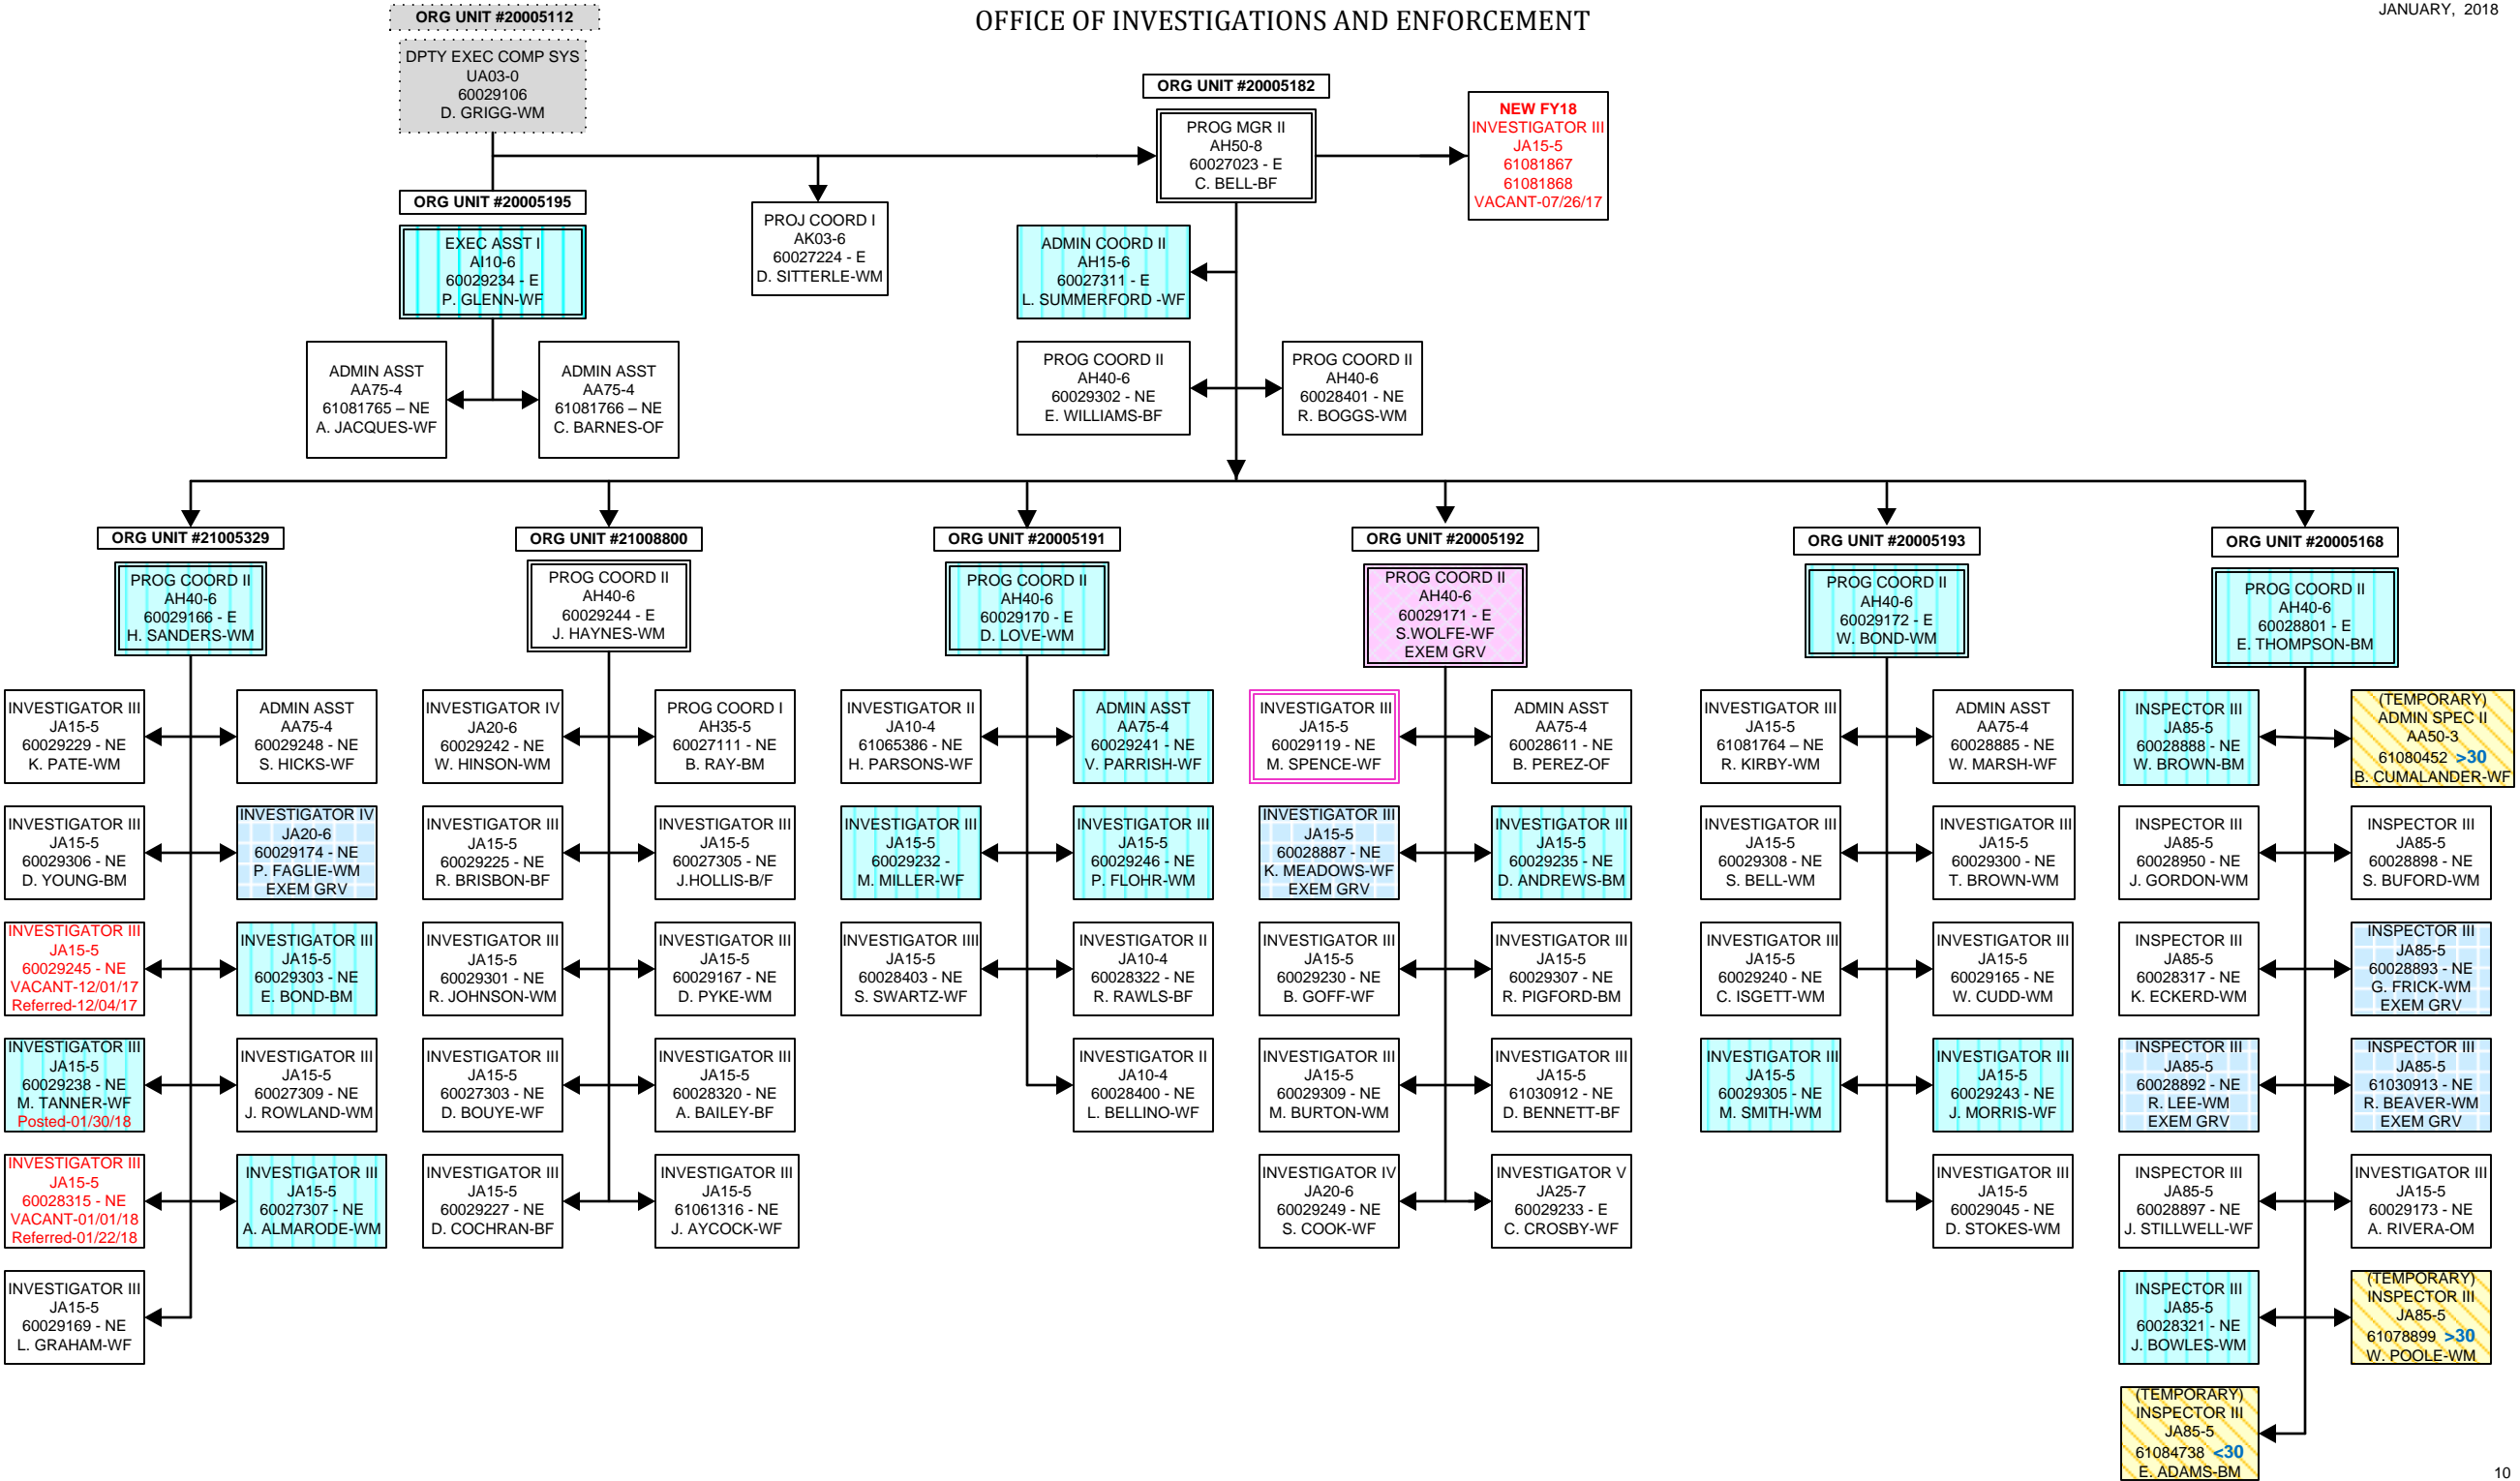 OFFICE OF INVESTIGATIONS AND ENFORCEMENT
JANUARY, 2018
ORG UNIT #20005112
DPTY EXEC COMP SYS
UA03-0
60029106
D. GRIGG-WM
ORG UNIT #20005182
PROG MGR II
AH50-8
60027023 - E
C. BELL-BF
NEW FY18
INVESTIGATOR III
JA15-5
61081867
61081868
VACANT-07/26/17
ORG UNIT #20005195
EXEC ASST I
AI10-6
60029234 - E
P. GLENN-WF
PROJ COORD I
AK03-6
60027224 - E
D. SITTERLE-WM
ADMIN COORD II
AH15-6
60027311 - E
L. SUMMERFORD -WF
ADMIN ASST
AA75-4
61081765 – NE
A. JACQUES-WF
ADMIN ASST
AA75-4
61081766 – NE
C. BARNES-OF
PROG COORD II
AH40-6
60029302 - NE
E. WILLIAMS-BF
PROG COORD II
AH40-6
60028401 - NE
R. BOGGS-WM
ORG UNIT #21005329
PROG COORD II
AH40-6
60029166 - E
H. SANDERS-WM
INVESTIGATOR III
JA15-5
60029229 - NE
K. PATE-WM
ADMIN ASST
AA75-4
60029248 - NE
S. HICKS-WF
INVESTIGATOR III
JA15-5
60029306 - NE
D. YOUNG-BM
INVESTIGATOR IV
JA20-6
60029174 - NE
P. FAGLIE-WM
EXEM GRV
INVESTIGATOR III
JA15-5
60029245 - NE
VACANT-12/01/17
Referred-12/04/17
INVESTIGATOR III
JA15-5
60029303 - NE
E. BOND-BM
INVESTIGATOR III
JA15-5
60029238 - NE
M. TANNER-WF
Posted-01/30/18
INVESTIGATOR III
JA15-5
60027309 - NE
J. ROWLAND-WM
INVESTIGATOR III
JA15-5
60028315 - NE
VACANT-01/01/18
Referred-01/22/18
INVESTIGATOR III
JA15-5
60027307 - NE
A. ALMARODE-WM
INVESTIGATOR III
JA15-5
60029169 - NE
L. GRAHAM-WF
ORG UNIT #21008800
PROG COORD II
AH40-6
60029244 - E
J. HAYNES-WM
INVESTIGATOR IV
JA20-6
60029242 - NE
W. HINSON-WM
PROG COORD I
AH35-5
60027111 - NE
B. RAY-BM
INVESTIGATOR III
JA15-5
60029225 - NE
R. BRISBON-BF
INVESTIGATOR III
JA15-5
60027305 - NE
J.HOLLIS-B/F
INVESTIGATOR III
JA15-5
60029301 - NE
R. JOHNSON-WM
INVESTIGATOR III
JA15-5
60029167 - NE
D. PYKE-WM
INVESTIGATOR III
JA15-5
60027303 - NE
D. BOUYE-WF
INVESTIGATOR III
JA15-5
60028320 - NE
A. BAILEY-BF
INVESTIGATOR III
JA15-5
60029227 - NE
D. COCHRAN-BF
INVESTIGATOR III
JA15-5
61061316 - NE
J. AYCOCK-WF
ORG UNIT #20005191
PROG COORD II
AH40-6
60029170 - E
D. LOVE-WM
INVESTIGATOR II
JA10-4
61065386 - NE
H. PARSONS-WF
ADMIN ASST
AA75-4
60029241 - NE
V. PARRISH-WF
INVESTIGATOR III
JA15-5
60029232 -
M. MILLER-WF
INVESTIGATOR III
JA15-5
60029246 - NE
P. FLOHR-WM
INVESTIGATOR IIII
JA15-5
60028403 - NE
S. SWARTZ-WF
INVESTIGATOR II
JA10-4
60028322 - NE
R. RAWLS-BF
INVESTIGATOR II
JA10-4
60028400 - NE
L. BELLINO-WF
ORG UNIT #20005192
PROG COORD II
AH40-6
60029171 - E
S.WOLFE-WF
EXEM GRV
INVESTIGATOR III
JA15-5
60029119 - NE
M. SPENCE-WF
ADMIN ASST
AA75-4
60028611 - NE
B. PEREZ-OF
INVESTIGATOR III
JA15-5
60028887 - NE
K. MEADOWS-WF
EXEM GRV
INVESTIGATOR III
JA15-5
60029235 - NE
D. ANDREWS-BM
INVESTIGATOR III
JA15-5
60029230 - NE
B. GOFF-WF
INVESTIGATOR III
JA15-5
60029307 - NE
R. PIGFORD-BM
INVESTIGATOR III
JA15-5
60029309 - NE
M. BURTON-WM
INVESTIGATOR III
JA15-5
61030912 - NE
D. BENNETT-BF
INVESTIGATOR IV
JA20-6
60029249 - NE
S. COOK-WF
INVESTIGATOR V
JA25-7
60029233 - E
C. CROSBY-WF
ORG UNIT #20005193
PROG COORD II
AH40-6
60029172 - E
W. BOND-WM
INVESTIGATOR III
JA15-5
61081764 – NE
R. KIRBY-WM
ADMIN ASST
AA75-4
60028885 - NE
W. MARSH-WF
INVESTIGATOR III
JA15-5
60029308 - NE
S. BELL-WM
INVESTIGATOR III
JA15-5
60029300 - NE
T. BROWN-WM
INVESTIGATOR III
JA15-5
60029240 - NE
C. ISGETT-WM
INVESTIGATOR III
JA15-5
60029165 - NE
W. CUDD-WM
INVESTIGATOR III
JA15-5
60029305 - NE
M. SMITH-WM
INVESTIGATOR III
JA15-5
60029243 - NE
J. MORRIS-WF
INVESTIGATOR III
JA15-5
60029045 - NE
D. STOKES-WM
ORG UNIT #20005168
PROG COORD II
AH40-6
60028801 - E
E. THOMPSON-BM
INSPECTOR III
JA85-5
60028888 - NE
W. BROWN-BM
(TEMPORARY)
ADMIN SPEC II
AA50-3
61080452 >30
B. CUMALANDER-WF
INSPECTOR III
JA85-5
60028950 - NE
J. GORDON-WM
INSPECTOR III
JA85-5
60028898 - NE
S. BUFORD-WM
INSPECTOR III
JA85-5
60028317 - NE
K. ECKERD-WM
INSPECTOR III
JA85-5
60028893 - NE
G. FRICK-WM
EXEM GRV
INSPECTOR III
JA85-5
60028892 - NE
R. LEE-WM
EXEM GRV
INSPECTOR III
JA85-5
61030913 - NE
R. BEAVER-WM
EXEM GRV
INSPECTOR III
JA85-5
60028897 - NE
J. STILLWELL-WF
INVESTIGATOR III
JA15-5
60029173 - NE
A. RIVERA-OM
INSPECTOR III
JA85-5
60028321 - NE
J. BOWLES-WM
(TEMPORARY)
INSPECTOR III
JA85-5
61078899 >30
W. POOLE-WM
(TEMPORARY)
INSPECTOR III
JA85-5
61084738 <30
E. ADAMS-BM
10